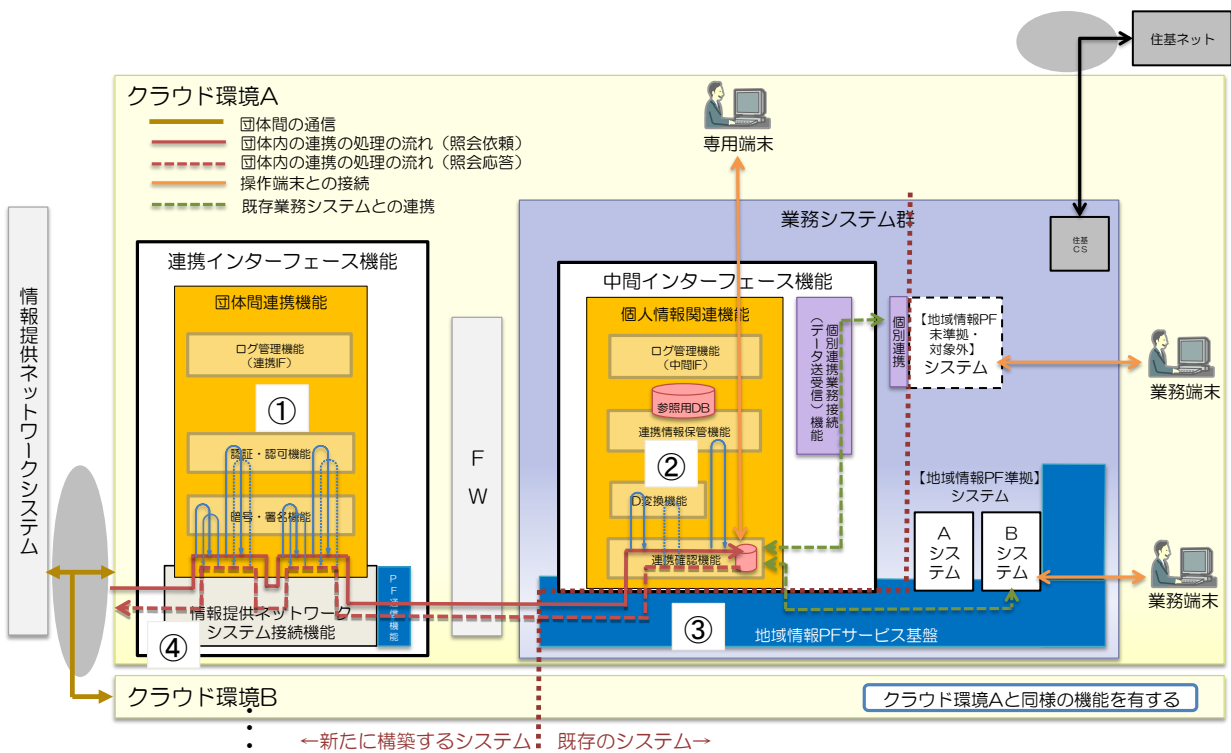 住基ネット
クラウド環境A
団体間の通信
団体内の連携の処理の流れ（照会依頼）
団体内の連携の処理の流れ（照会応答）
操作端末との接続
既存業務システムとの連携
専用端末
業務システム群
住基
CS
情報提供ネットワークシステム
連携インターフェース機能
団体間連携機能
ログ管理機能
（連携IF）
①
認証・認可機能
暗号・署名機能
情報提供ネットワーク
システム接続機能
PF通信機能
④
FW
中間インターフェース機能
個人情報関連機能
ログ管理機能
（中間IF）
参照用DB
連携情報保管機能
②
ID変換機能
連携確認機能
個別連携業務接続
（データ送受信）機能
個別連携
【地域情報PF
未準拠・
対象外】
システム
業務端末
【地域情報PF準拠】
システム
A
シス
テム
B
シス
テム
業務端末
③
地域情報PFサービス基盤
クラウド環境B
クラウド環境Aと同様の機能を有する
←新たに構築するシステム
既存のシステム→